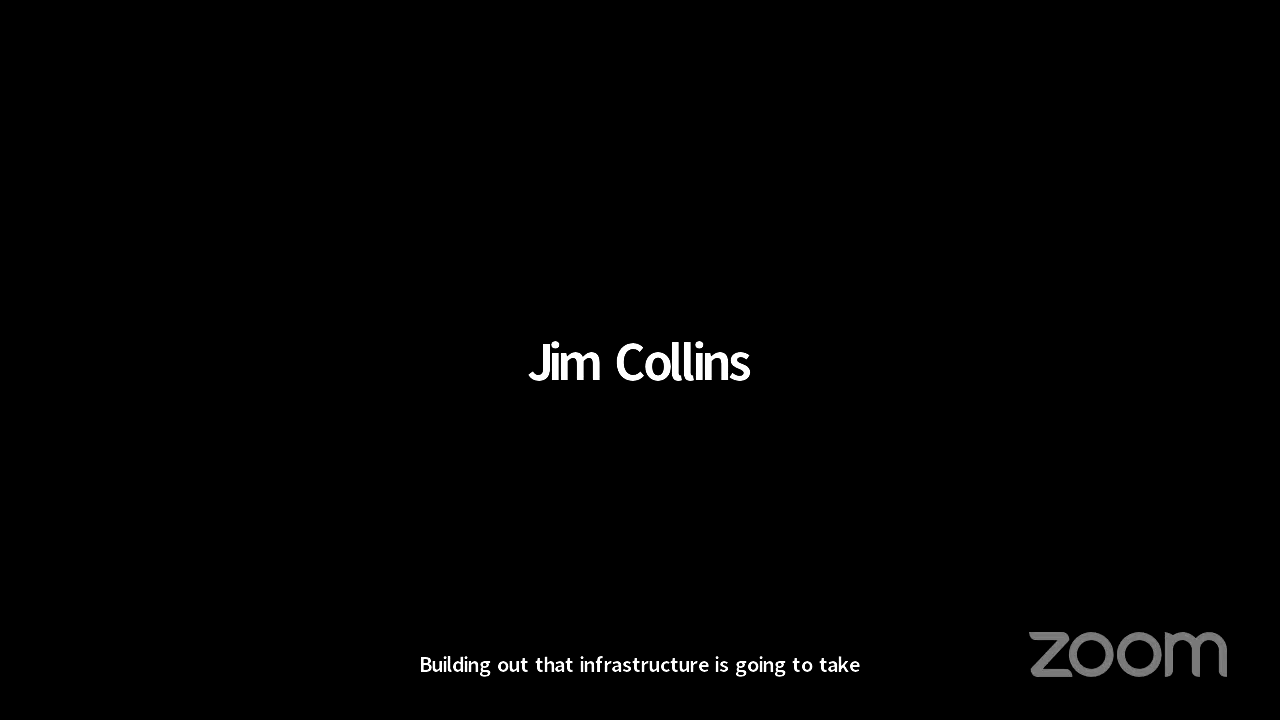 Jim Collins
Building out that infrastructure is going to take
zoom